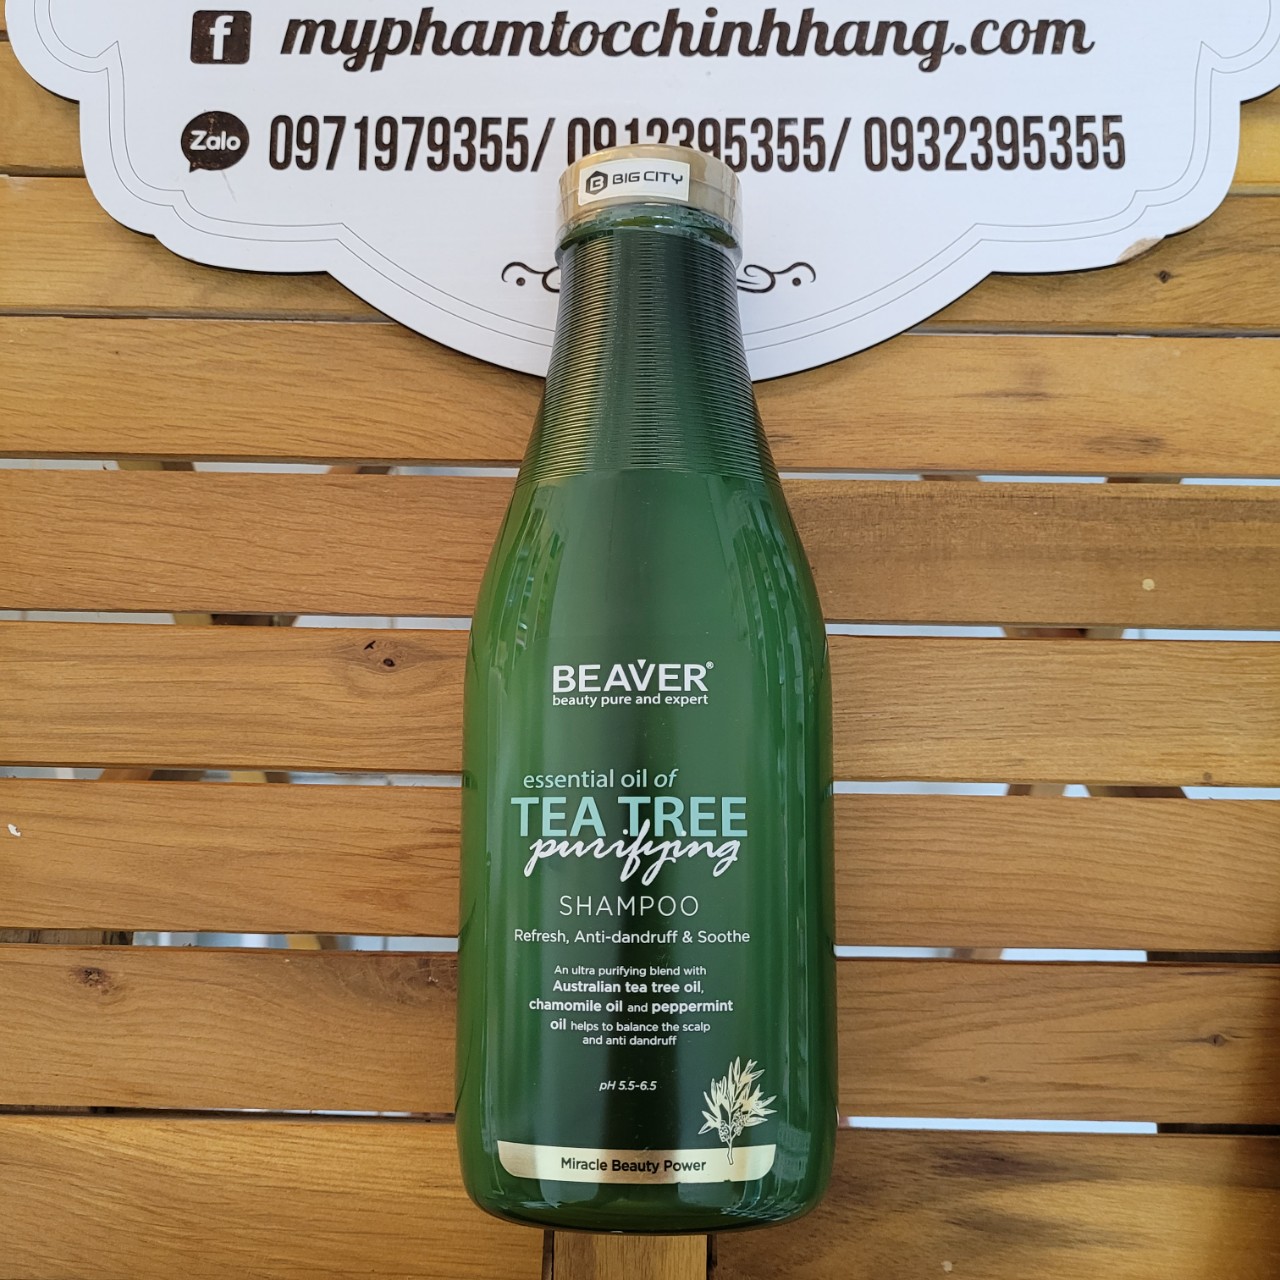 f myphamtocchinhhang.com
Zalo 0971979355/ 0912395355/ 0932395355
B BIG CITY
BEAVER®
beauty pure and expert
essential oil of
TEA TREE
purifying
SHAMPOO
Refresh, Anti-dandruff & Soothe
An ultra purifying blend with
Australian tea tree oil,
chamomile oil and peppermint
oil helps to balance the scalp
and anti dandruff
pH 5.5-6.5
Miracle Beauty Power